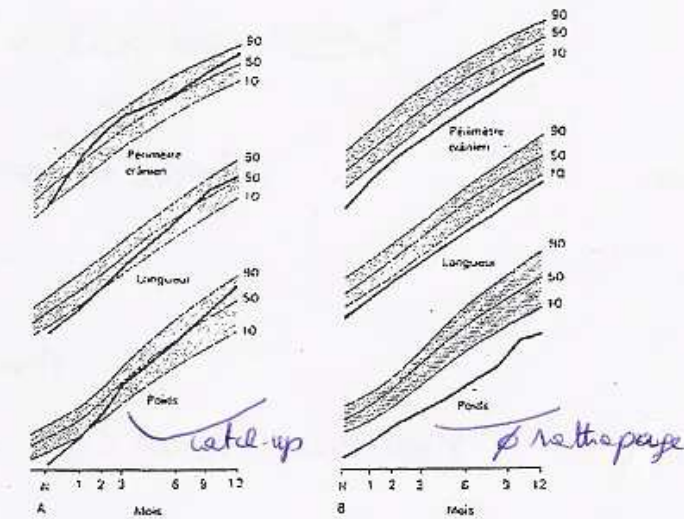 90
50
10
Périmètre
crânien
90
50
10
Longueur
90
50
10
Poids
catch-up
N 1 2 3 6 9 12
A Mois
90
50
10
Périmètre
crânien
90
50
10
Longueur
90
50
10
Poids
ø rattrapage
N 1 2 3 6 9 12
B Mois